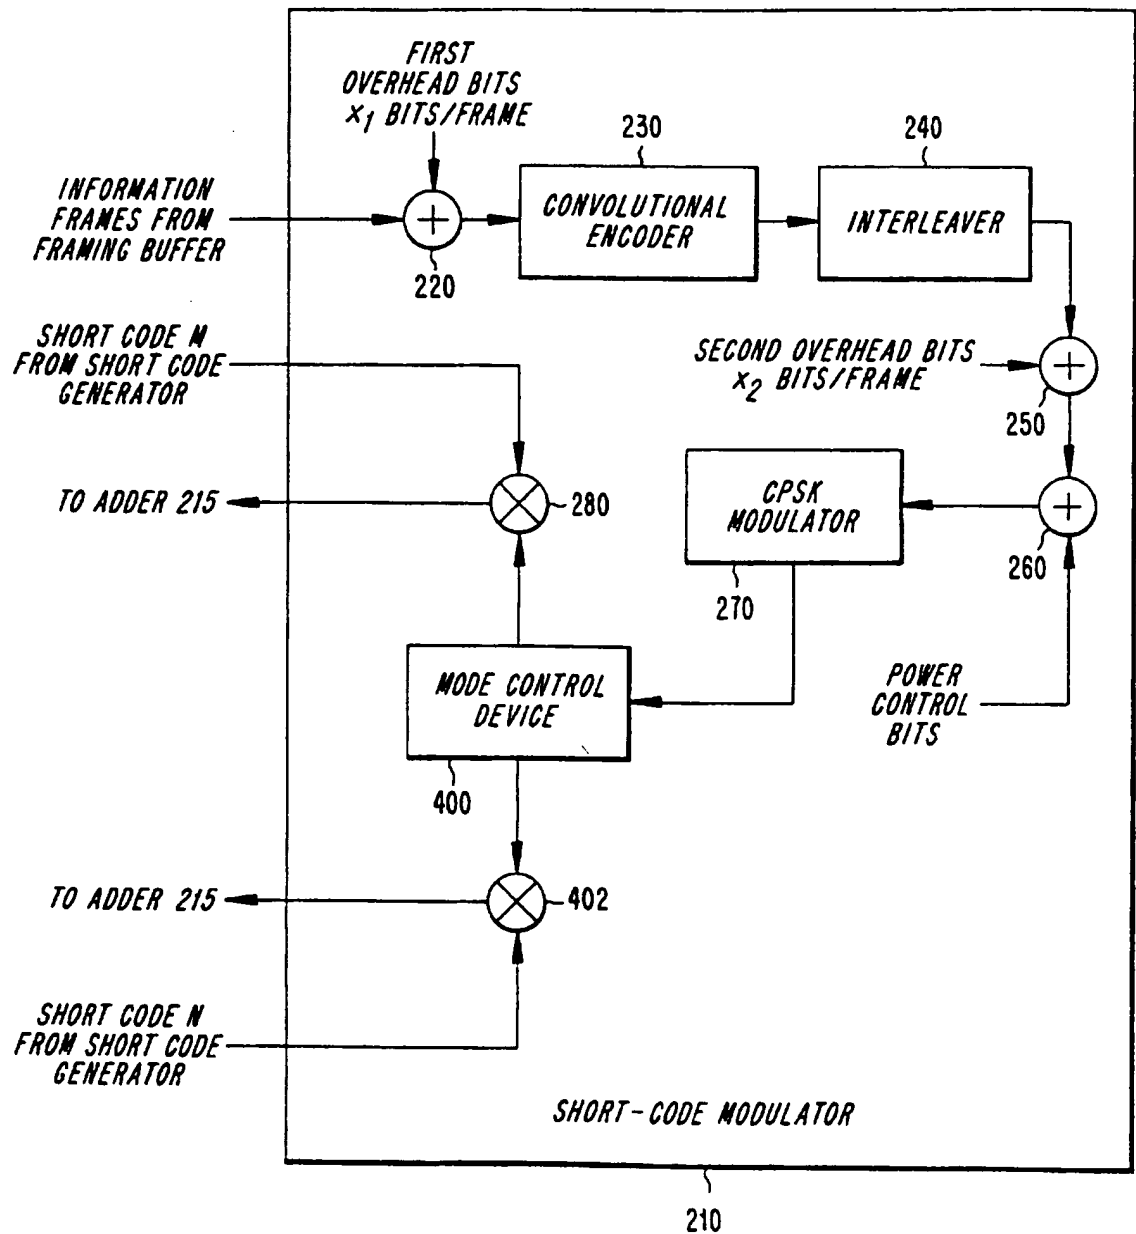 FIRST
OVERHEAD BITS
x1 BITS/FRAME
230
240
INFORMATION
FRAMES FROM
FRAMING BUFFER
CONVOLUTIONAL
ENCODER
INTERLEAVER
220
SHORT CODE M
FROM SHORT CODE
GENERATOR
SECOND OVERHEAD BITS
x2 BITS/FRAME
250
TO ADDER 215
280
CPSK
MODULATOR
260
270
MODE CONTROL
DEVICE
POWER
CONTROL
BITS
400
TO ADDER 215
402
SHORT CODE N
FROM SHORT CODE
GENERATOR
SHORT-CODE MODULATOR
210